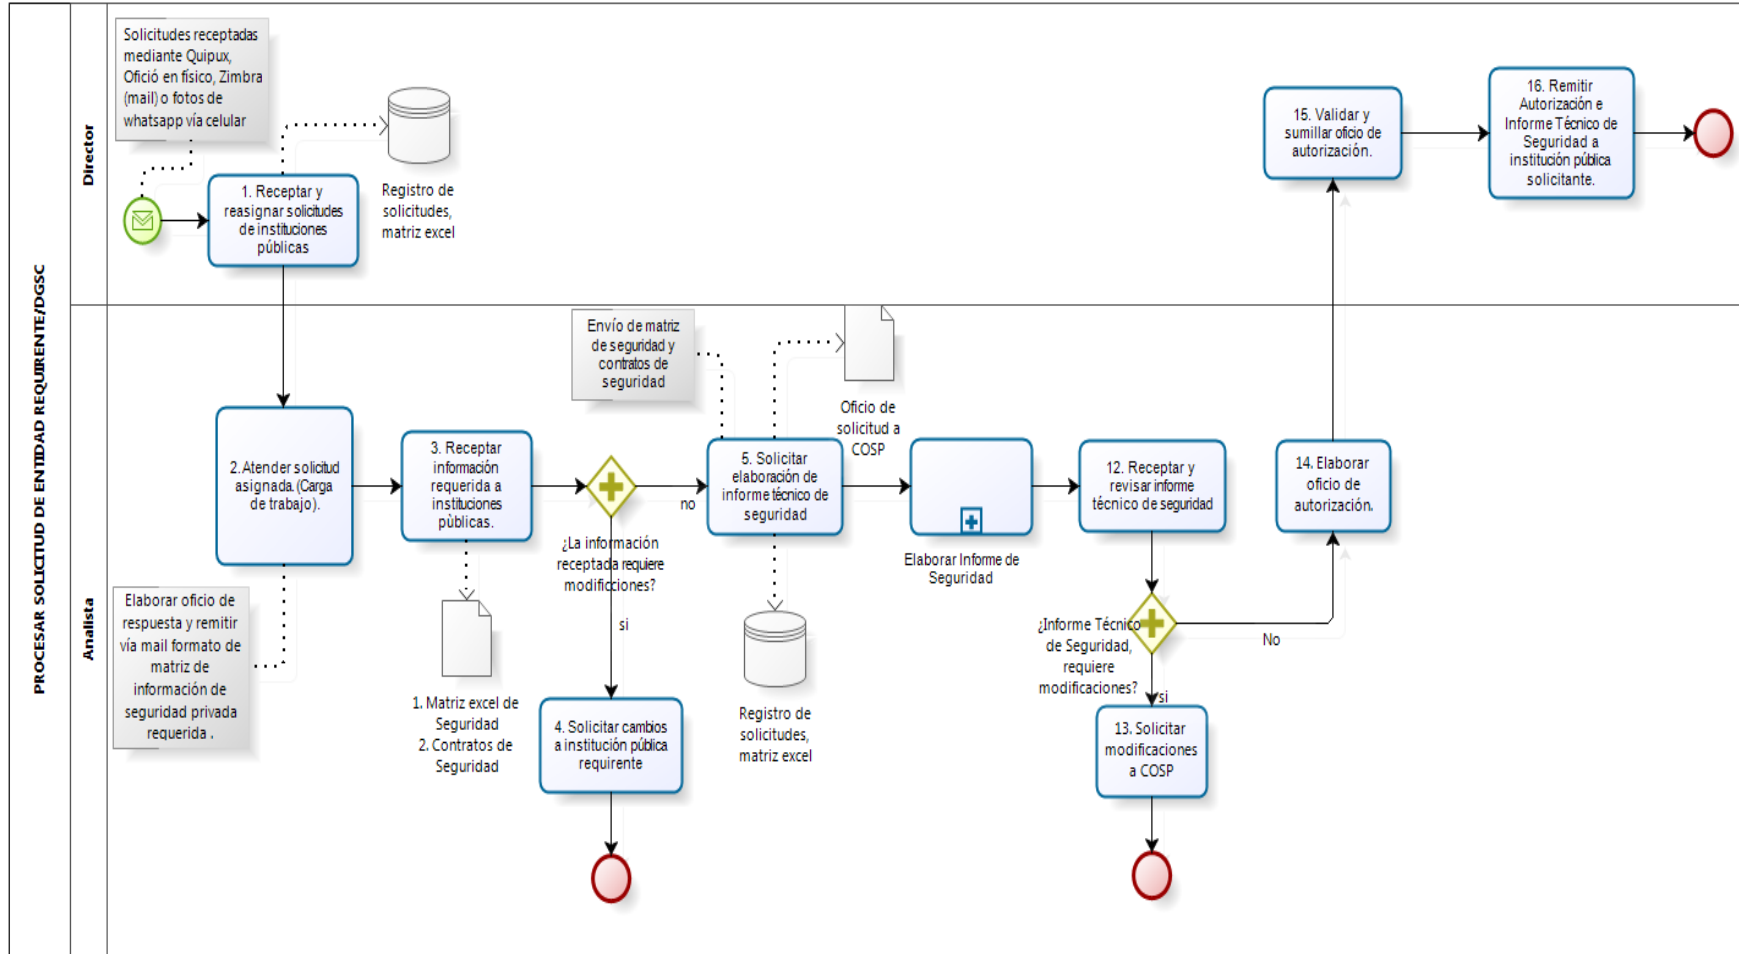 PROCESAR SOLICITUD DE ENTIDAD REQUIRENTE/DGSC
Director
Solicitudes receptadas
mediante Quipux,
Ofició en físico, Zimbra
(mail) o fotos de
whatsapp vía celular
1. Receptar y
reasignar solicitudes
de instituciones
públicas
Registro de
solicitudes,
matriz excel
15. Validar y
sumillar oficio de
autorización.
16. Remitir
Autorización e
Informe Técnico de
Seguridad a
institución pública
solicitante.
Analista
2. Atender solicitud
asignada. (Carga
de trabajo).
Elaborar oficio de
respuesta y remitir
vía mail formato de
matriz de
información de
seguridad privada
requerida .
3. Receptar
información
requerida a
instituciones
pùblicas.
1. Matriz excel de
Seguridad
2. Contratos de
Seguridad
¿La información
receptada requiere
modificciones?
no
si
4. Solicitar cambios
a institución pública
requirente
Envío de matriz
de seguridad y
contratos de
seguridad
5. Solicitar
elaboración de
informe técnico de
seguridad
Oficio de
solicitud a
COSP
Registro de
solicitudes,
matriz excel
Elaborar Informe de
Seguridad
12. Receptar y
revisar informe
técnico de seguridad
¿Informe Técnico
de Seguridad,
requiere
modificaciones?
No
si
13. Solicitar
modificaciones
a COSP
14. Elaborar
oficio de
autorización.